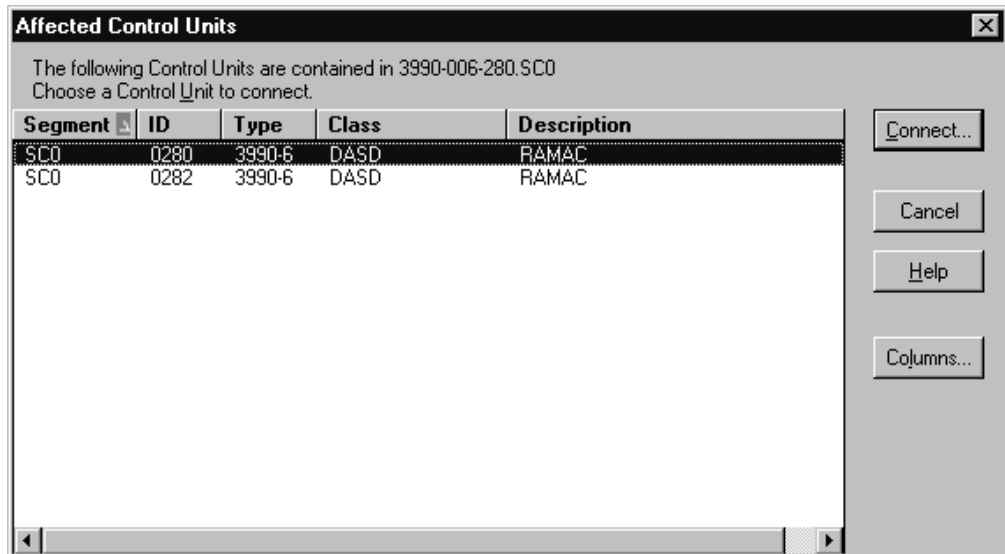 Affected Control Units
The following Control Units are contained in 3990-006-280.SC0
Choose a Control Unit to connect.
Segment ID Type Class Description
SC0 0280 3990-6 DASD RAMAC
SC0 0282 3990-6 DASD RAMAC
Connect...
Cancel
Help
Columns...